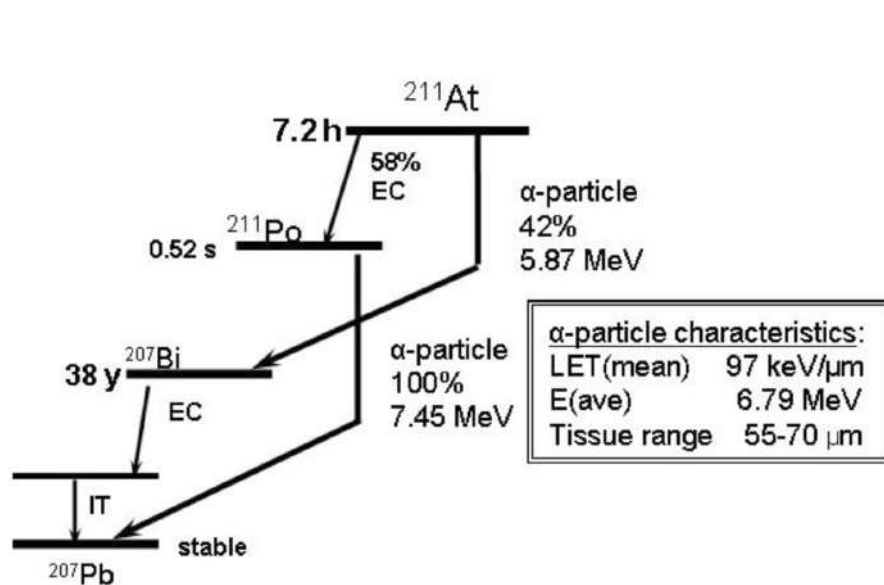 ²¹¹At
7.2 h
58%
EC
α-particle
42%
5.87 MeV
²¹¹Po
0.52 s
α-particle
100%
7.45 MeV
²⁰⁷Bi
38 y
EC
IT
stable
²⁰⁷Pb
α-particle characteristics:
LET(mean) 97 keV/μm
E(ave) 6.79 MeV
Tissue range 55-70 μm